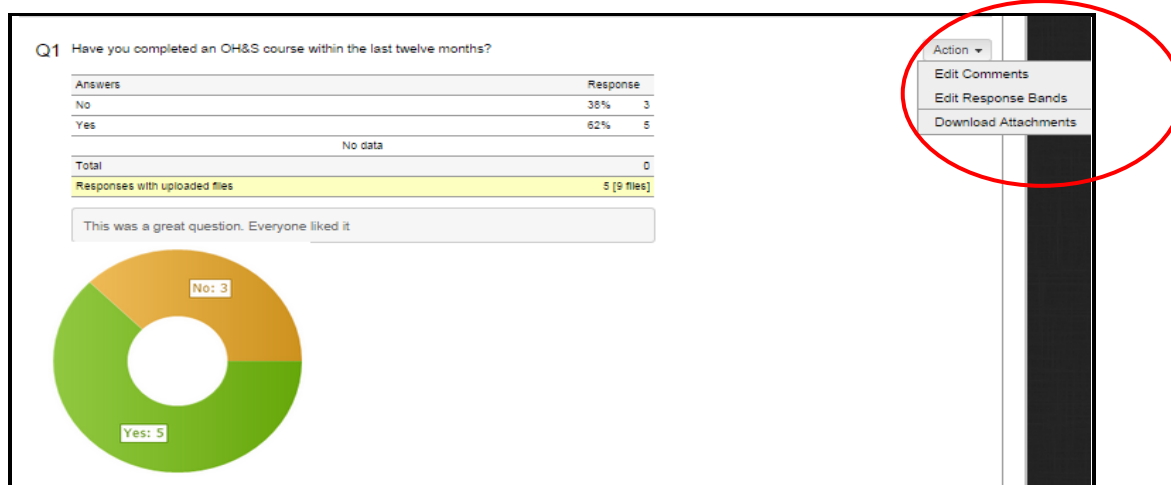 Q1 Have you completed an OH&S course within the last twelve months?
Action
Edit Comments
Edit Response Bands
Download Attachments
Answers Response
No 38% 3
Yes 62% 5
No data
Total 0
Responses with uploaded files 5 [9 files]
This was a great question. Everyone liked it
No: 3
Yes: 5